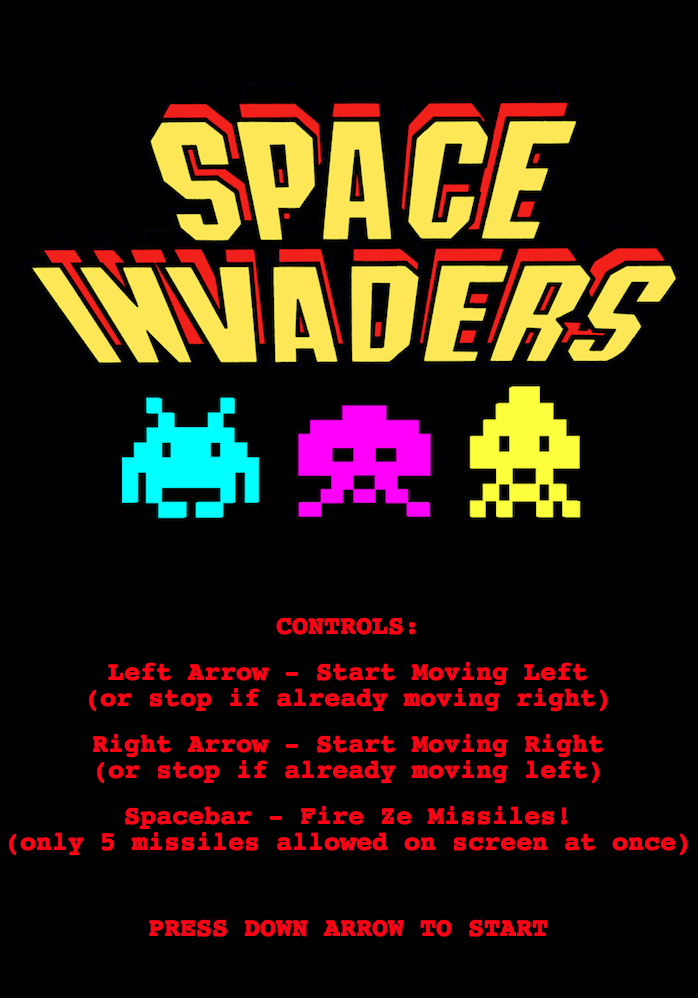 SPACE
INVADERS
CONTROLS:
Left Arrow - Start Moving Left
(or stop if already moving right)
Right Arrow - Start Moving Right
(or stop if already moving left)
Spacebar - Fire Ze Missiles!
(only 5 missiles allowed on screen at once)
PRESS DOWN ARROW TO START